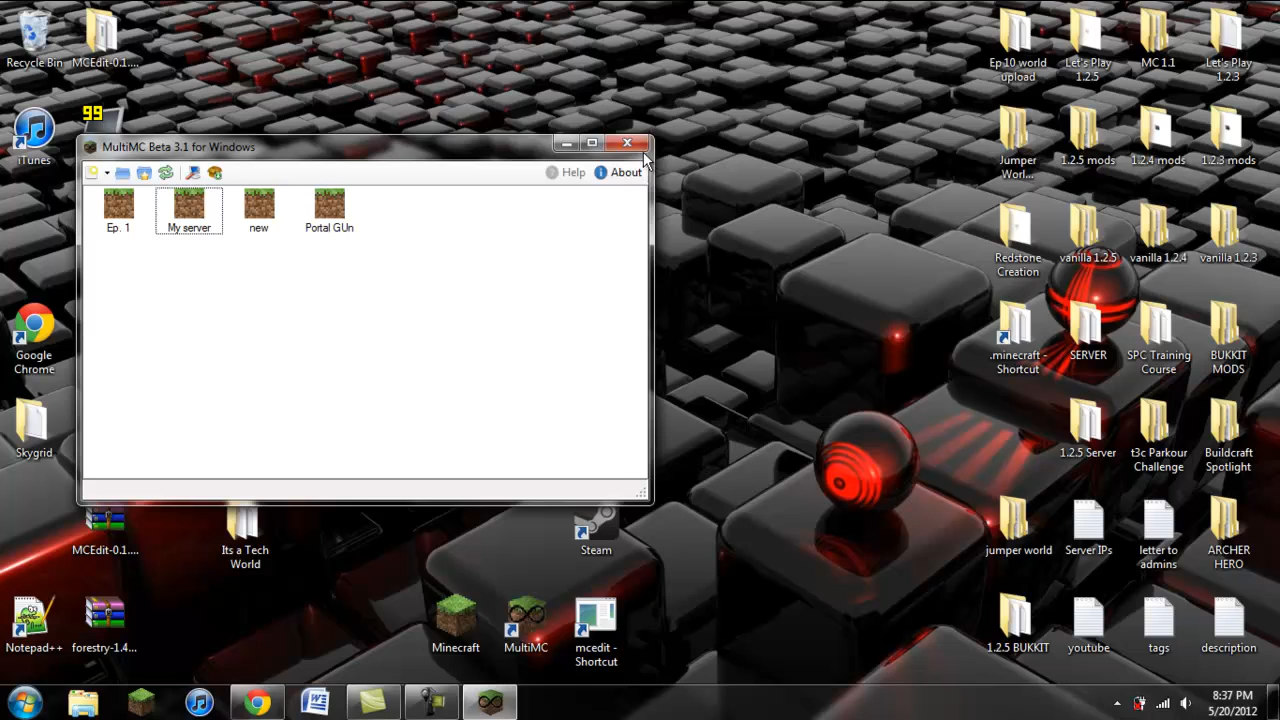 Recycle Bin
MCEdit-0.1....
Ep 10 world
upload
Let's Play
1.2.5
MC 1.1
Let's Play
1.2.3
99
iTunes
MultiMC Beta 3.1 for Windows
Help
About
Ep. 1
My server
new
Portal GUn
Jumper
Worl...
1.2.5 mods
1.2.4 mods
1.2.3 mods
Redstone
Creation
vanilla 1.2.5
vanilla 1.2.4
vanilla 1.2.3
Google
Chrome
.minecraft -
Shortcut
SERVER
SPC Training
Course
BUKKIT
MODS
Skygrid
1.2.5 Server
t3c Parkour
Challenge
Buildcraft
Spotlight
MCEdit-0.1....
Its a Tech
World
Steam
jumper world
Server IPs
letter to
admins
ARCHER
HERO
Notepad++
forestry-1.4...
Minecraft
MultiMC
mcedit -
Shortcut
1.2.5 BUKKIT
youtube
tags
description
8:37 PM
5/20/2012